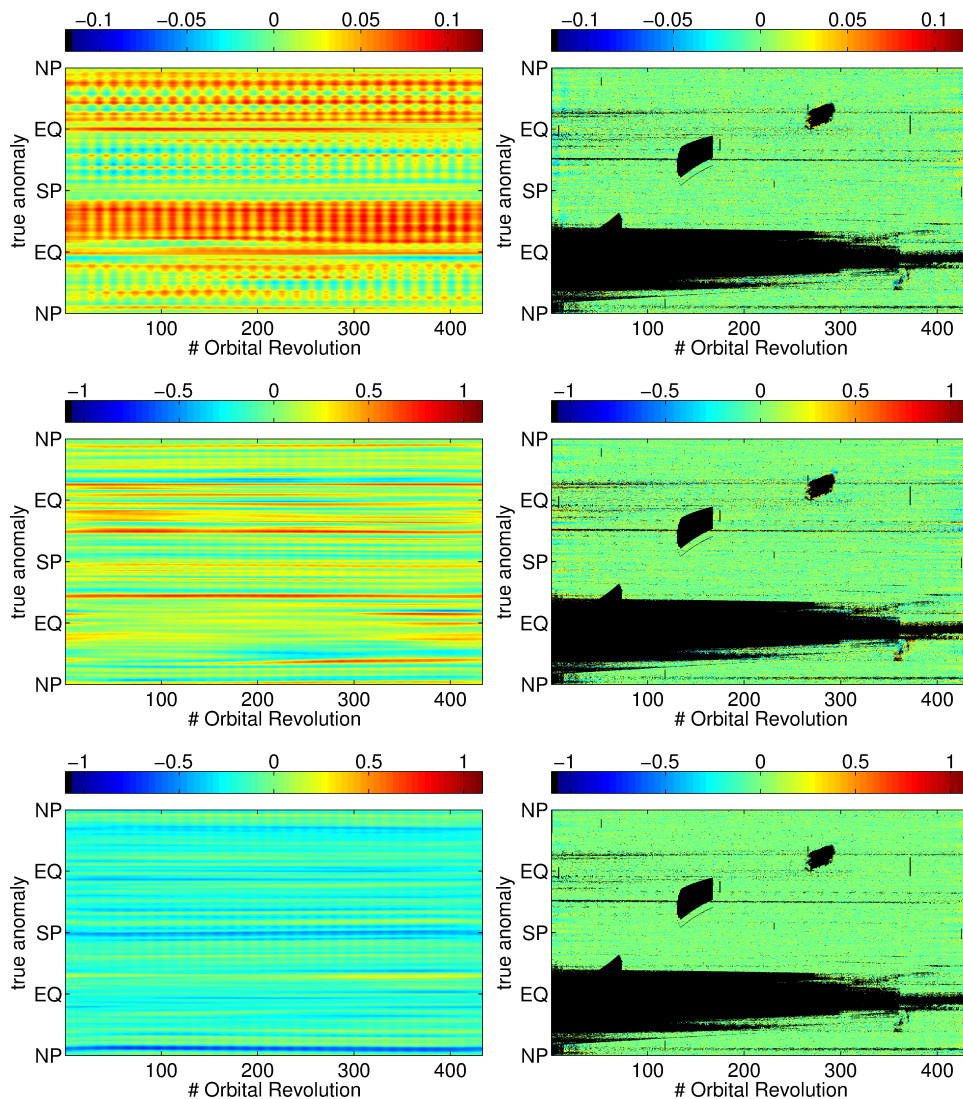 −0.1 −0.05 0 0.05 0.1
−0.1 −0.05 0 0.05 0.1
NP
EQ
SP
EQ
NP
true anomaly
100 200 300 400
# Orbital Revolution
NP
EQ
SP
EQ
NP
true anomaly
100 200 300 400
# Orbital Revolution
−1 −0.5 0 0.5 1
−1 −0.5 0 0.5 1
NP
EQ
SP
EQ
NP
true anomaly
100 200 300 400
# Orbital Revolution
NP
EQ
SP
EQ
NP
true anomaly
100 200 300 400
# Orbital Revolution
−1 −0.5 0 0.5 1
−1 −0.5 0 0.5 1
NP
EQ
SP
EQ
NP
true anomaly
100 200 300 400
# Orbital Revolution
NP
EQ
SP
EQ
NP
true anomaly
100 200 300 400
# Orbital Revolution